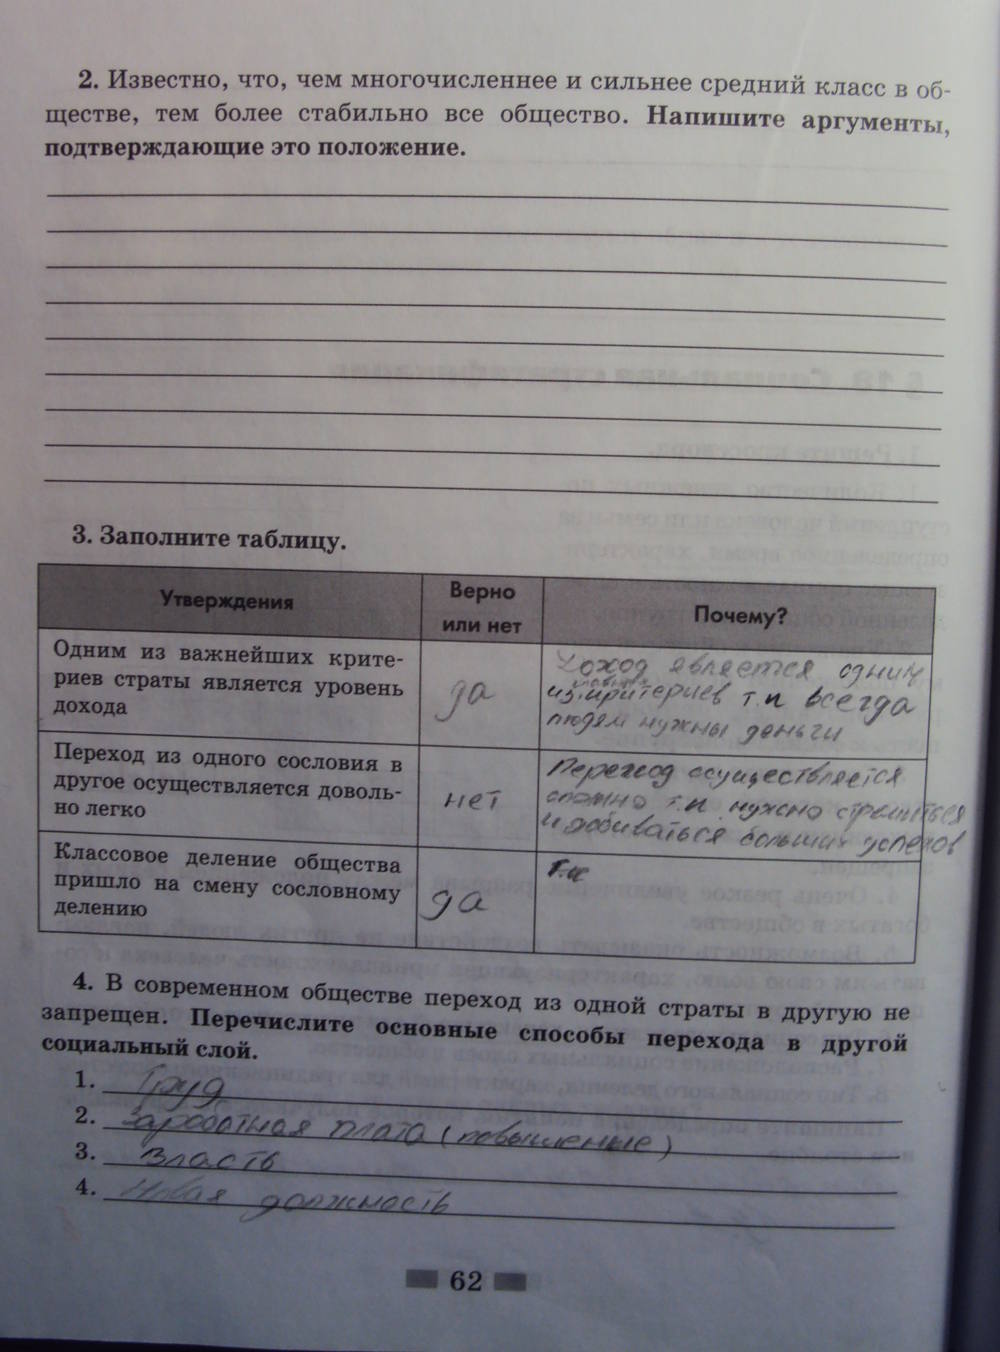 2. Известно, что, чем многочисленнее и сильнее средний класс в об-
ществе, тем более стабильно все общество. Напишите аргументы,
подтверждающие это положение.
3. Заполните таблицу.
Утверждения
Верно
или нет
Почему?
Одним из важнейших крите-
риев страты является уровень
дохода
да
Доход является одним
из главных критериев т.к всегда
людям нужны деньги
Переход из одного сословия в
другое осуществляется доволь-
но легко
нет
Переход осуществляется
сложно т.к нужно стремиться
и добиваться больших успехов
Классовое деление общества
пришло на смену сословному
делению
да
т.к
4. В современном обществе переход из одной страты в другую не
запрещен. Перечислите основные способы перехода в другой
социальный слой.
1. Труд
2. Заработная плата (повышение)
3. Власть
4. Новая должность
62